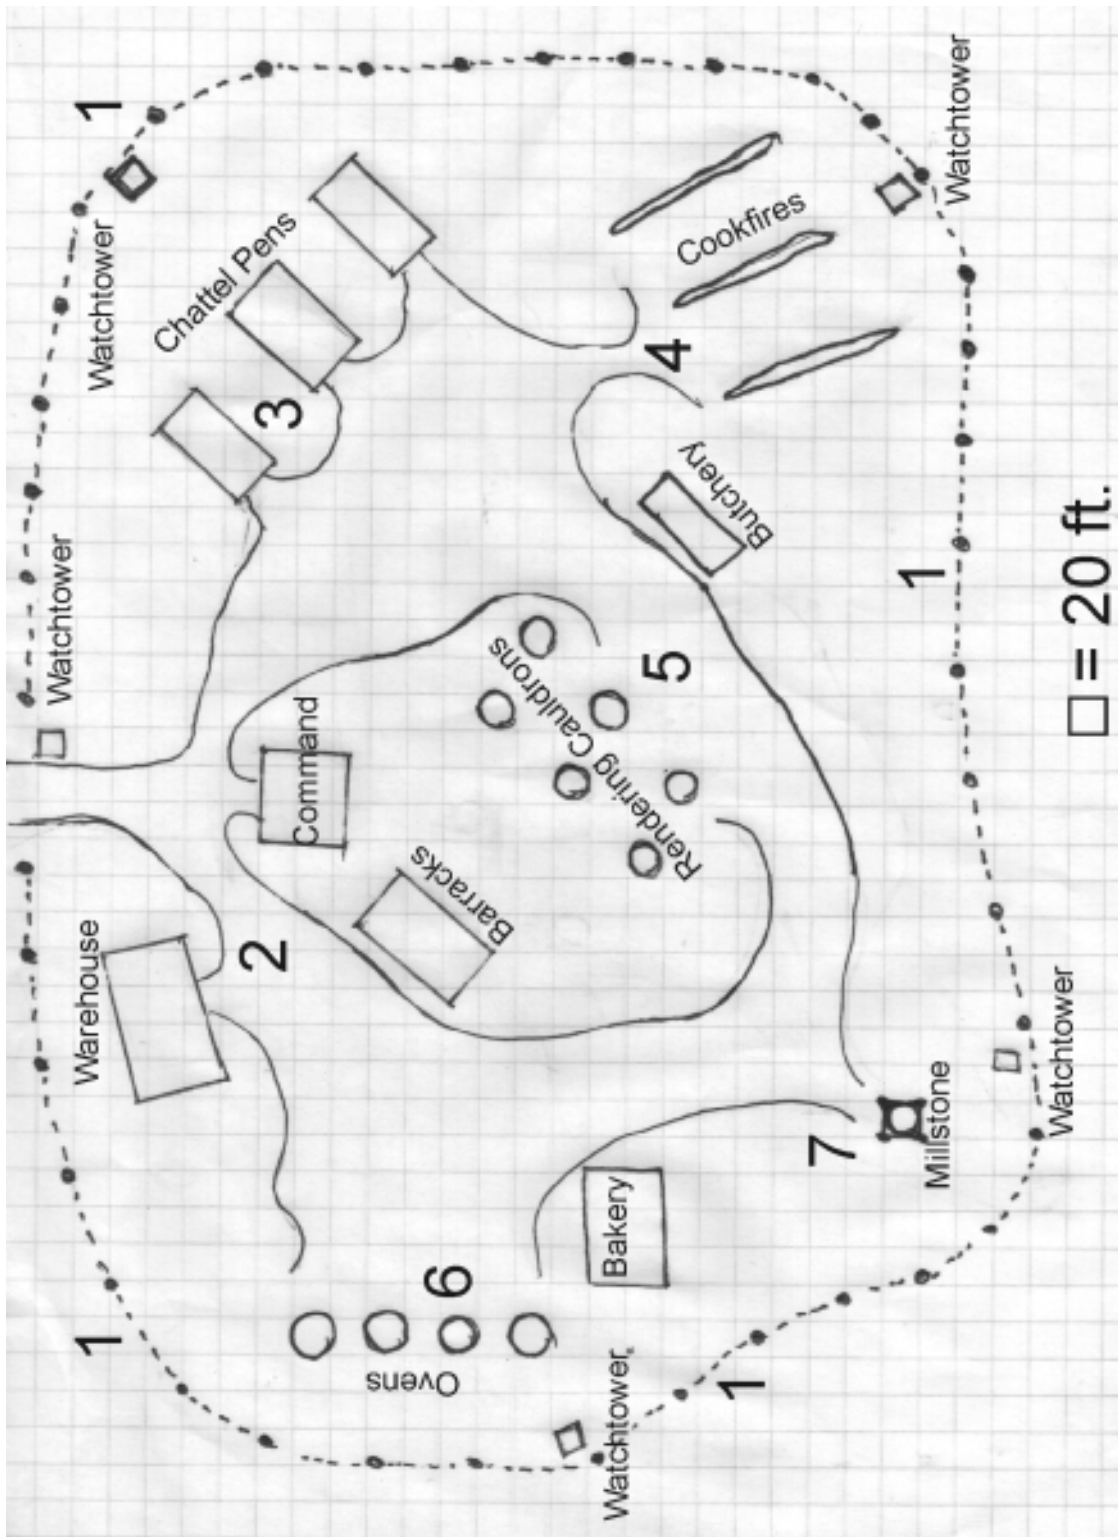 1
Warehouse
Watchtower
Watchtower
1
2
Chattel Pens
3
Command
Ovens
6
Barracks
Rendering Cauldrons
Watchtower
Bakery
5
4
Butchery
Cookfires
1
7
1
Millstone
Watchtower
Watchtower
□ = 20 ft.